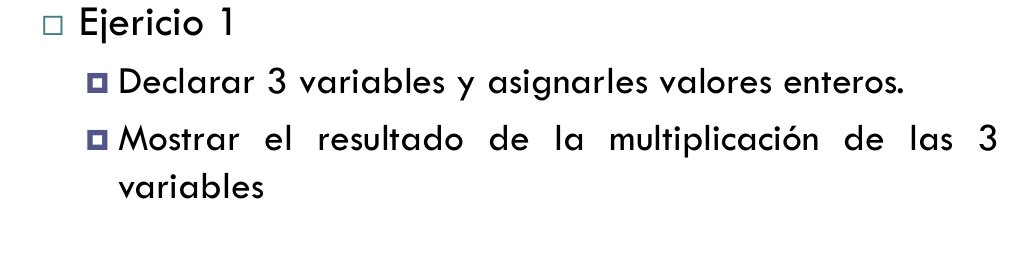 Ejericio 1
Declarar 3 variables y asignarles valores enteros.
Mostrar el resultado de la multiplicación de las 3
variables